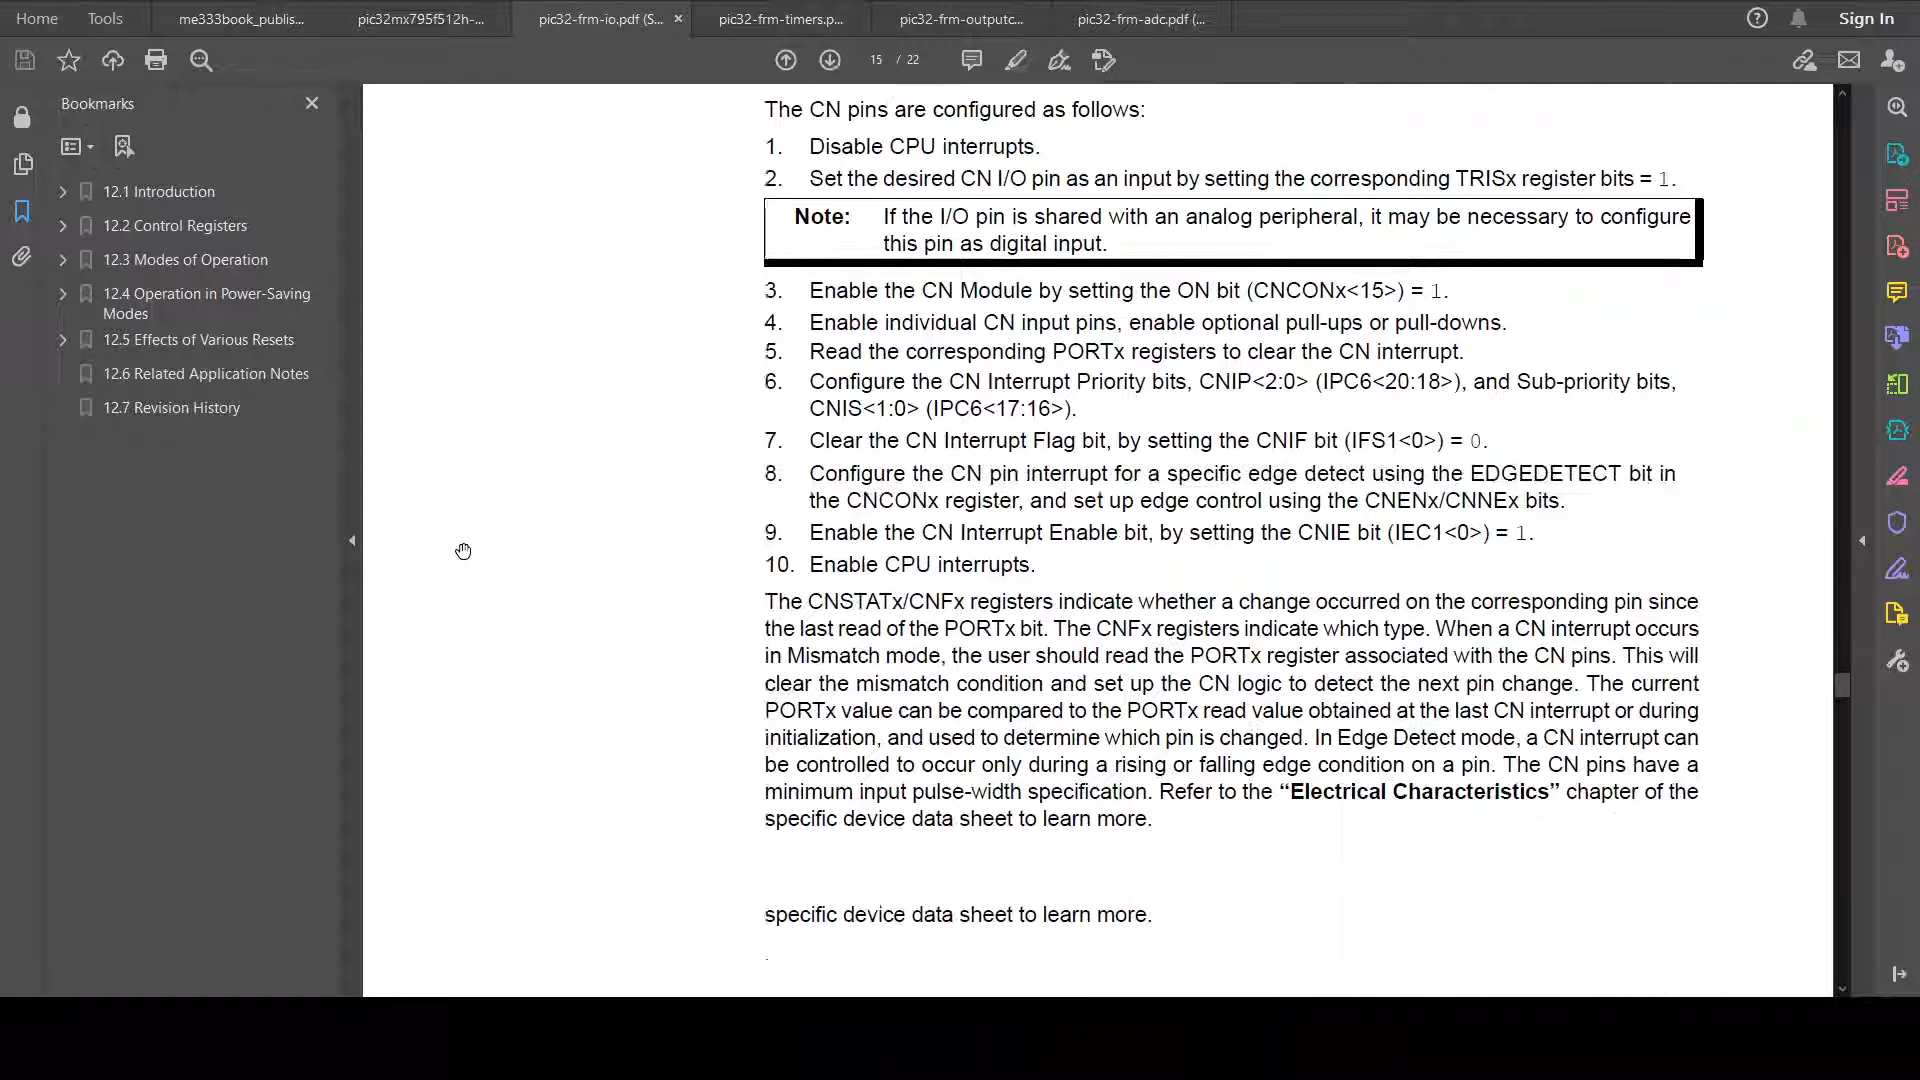 Home
Tools
me333book_publis...
pic32mx795f512h-...
pic32-frm-io.pdf (S...
pic32-frm-timers.p...
pic32-frm-outputc...
pic32-frm-adc.pdf (...
Sign In
15 / 22
Bookmarks
12.1 Introduction
12.2 Control Registers
12.3 Modes of Operation
12.4 Operation in Power-Saving
Modes
12.5 Effects of Various Resets
12.6 Related Application Notes
12.7 Revision History
The CN pins are configured as follows:
1. Disable CPU interrupts.
2. Set the desired CN I/O pin as an input by setting the corresponding TRISx register bits = 1.
Note: If the I/O pin is shared with an analog peripheral, it may be necessary to configure
this pin as digital input.
3. Enable the CN Module by setting the ON bit (CNCONx<15>) = 1.
4. Enable individual CN input pins, enable optional pull-ups or pull-downs.
5. Read the corresponding PORTx registers to clear the CN interrupt.
6. Configure the CN Interrupt Priority bits, CNIP<2:0> (IPC6<20:18>), and Sub-priority bits,
CNIS<1:0> (IPC6<17:16>).
7. Clear the CN Interrupt Flag bit, by setting the CNIF bit (IFS1<0>) = 0.
8. Configure the CN pin interrupt for a specific edge detect using the EDGEDETECT bit in
the CNCONx register, and set up edge control using the CNENx/CNNEx bits.
9. Enable the CN Interrupt Enable bit, by setting the CNIE bit (IEC1<0>) = 1.
10. Enable CPU interrupts.
The CNSTATx/CNFx registers indicate whether a change occurred on the corresponding pin since
the last read of the PORTx bit. The CNFx registers indicate which type. When a CN interrupt occurs
in Mismatch mode, the user should read the PORTx register associated with the CN pins. This will
clear the mismatch condition and set up the CN logic to detect the next pin change. The current
PORTx value can be compared to the PORTx read value obtained at the last CN interrupt or during
initialization, and used to determine which pin is changed. In Edge Detect mode, a CN interrupt can
be controlled to occur only during a rising or falling edge condition on a pin. The CN pins have a
minimum input pulse-width specification. Refer to the “Electrical Characteristics” chapter of the
specific device data sheet to learn more.
specific device data sheet to learn more.